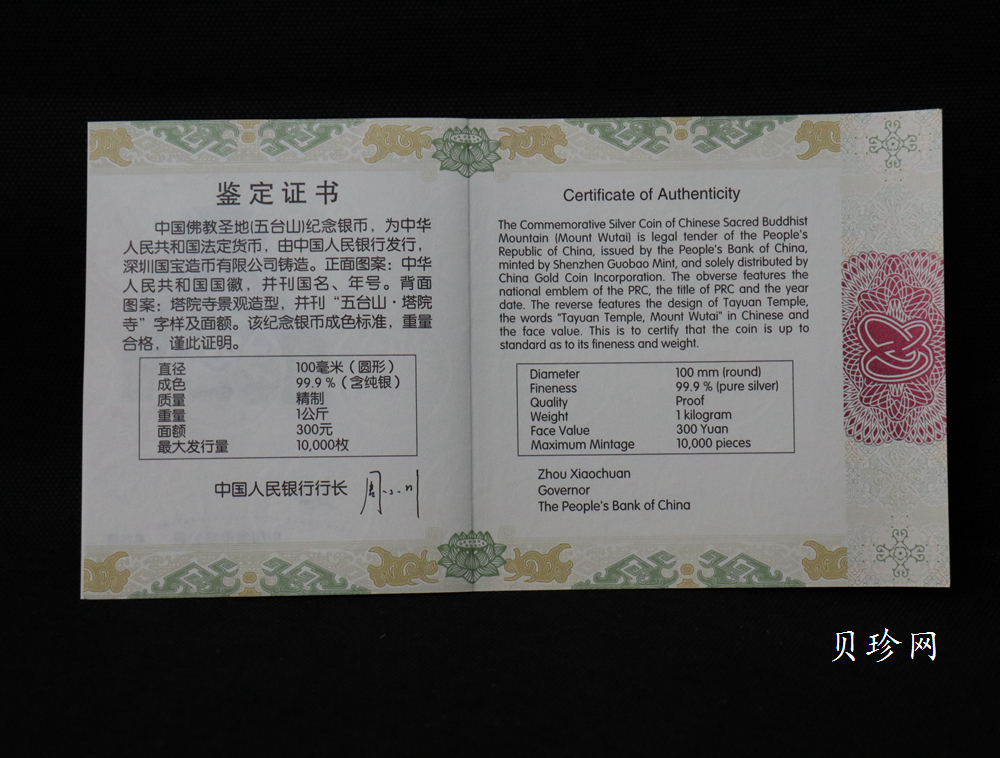 鉴定证书
中国佛教圣地(五台山)纪念银币，为中华
人民共和国法定货币，由中国人民银行发行，
深圳国宝造币有限公司铸造。正面图案：中华
人民共和国国徽，并刊国名、年号。背面
图案：塔院寺景观造型，并刊“五台山·塔院
寺”字样及面额。该纪念银币成色标准，重量
合格，谨此证明。
直径 100毫米（圆形）
成色 99.9％（含纯银）
质量 精制
重量 1公斤
面额 300元
最大发行量 10,000枚
中国人民银行行长 周小川
Certificate of Authenticity
The Commemorative Silver Coin of Chinese Sacred Buddhist
Mountain (Mount Wutai) is legal tender of the People's
Republic of China, issued by the People's Bank of China,
minted by Shenzhen Guobao Mint, and solely distributed by
China Gold Coin Incorporation. The obverse features the
national emblem of the PRC, the title of PRC and the year
date. The reverse features the design of Tayuan Temple,
the words "Tayuan Temple, Mount Wutai" in Chinese and
the face value. This is to certify that the coin is up to
standard as to its fineness and weight.
Diameter 100 mm (round)
Fineness 99.9 % (pure silver)
Quality Proof
Weight 1 kilogram
Face Value 300 Yuan
Maximum Mintage 10,000 pieces
Zhou Xiaochuan
Governor
The People's Bank of China
贝珍网